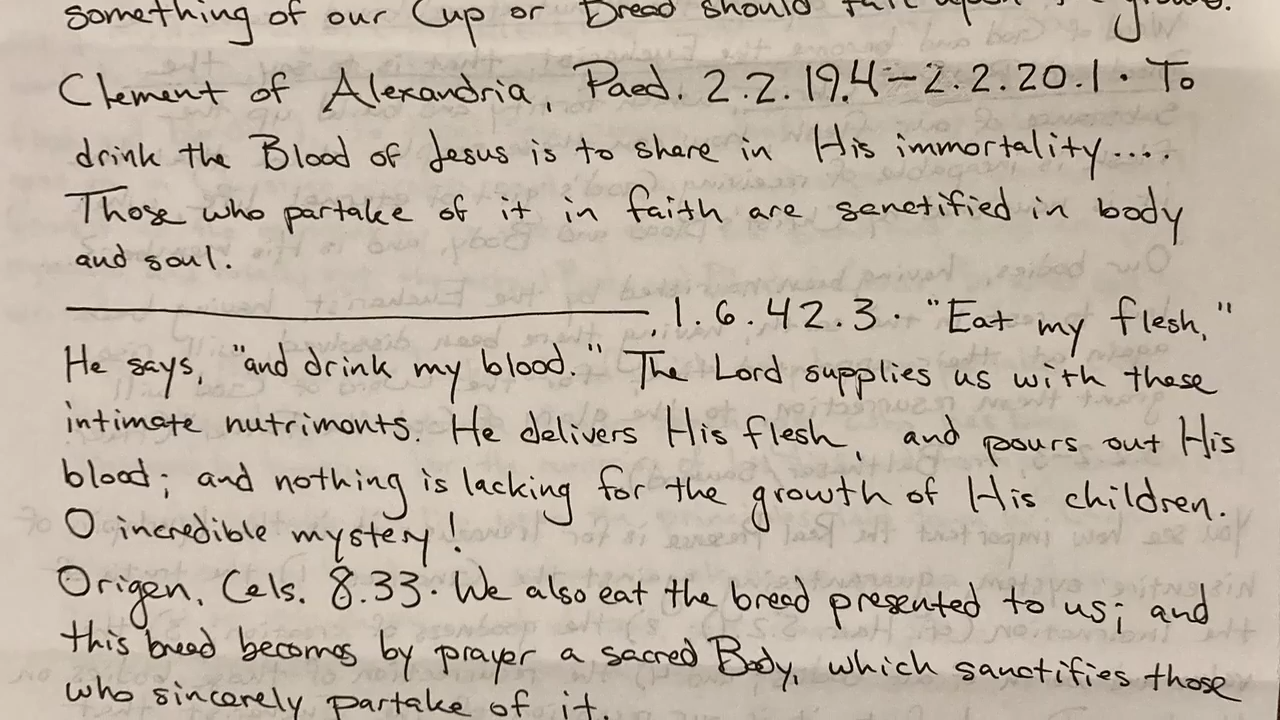 something of our Cup or Bread should fall upon the ground.
Clement of Alexandria, Paed. 2.2.19.4–2.2.20.1. To
drink the Blood of Jesus is to share in His immortality....
Those who partake of it in faith are sanctified in body
and soul.
————————, 1.6.42.3. "Eat my flesh,"
He says, "and drink my blood." The Lord supplies us with these
intimate nutriments. He delivers His flesh, and pours out His
blood; and nothing is lacking for the growth of His children.
O incredible mystery!
Origen, Cels. 8.33. We also eat the bread presented to us; and
this bread becomes by prayer a sacred Body, which sanctifies those
who sincerely partake of it.